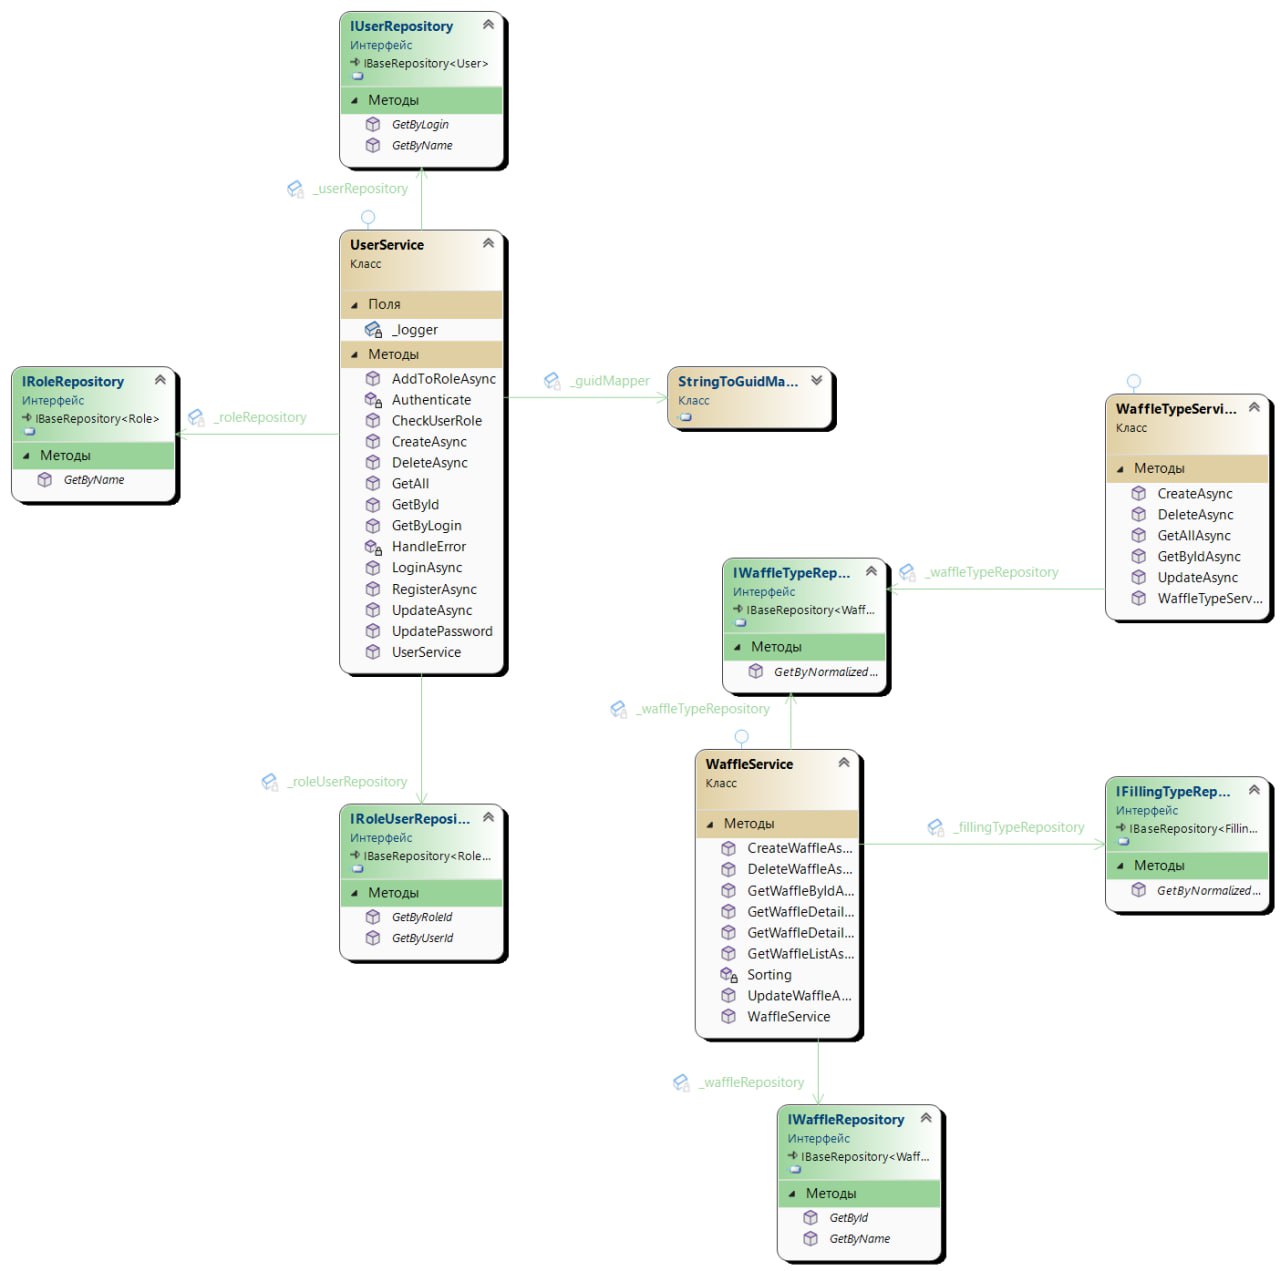 IUserRepository
Интерфейс
IBaseRepository<User>
Методы
GetByLogin
GetByName
_userRepository
UserService
Класс
Поля
_logger
Методы
AddToRoleAsync
Authenticate
CheckUserRole
CreateAsync
DeleteAsync
GetAll
GetById
GetByLogin
HandleError
LoginAsync
RegisterAsync
UpdateAsync
UpdatePassword
UserService
IRoleRepository
Интерфейс
IBaseRepository<Role>
Методы
GetByName
_roleRepository
_guidMapper
StringToGuidMa...
Класс
WaffleTypeServi...
Класс
Методы
CreateAsync
DeleteAsync
GetAllAsync
GetByIdAsync
UpdateAsync
WaffleTypeServ...
_waffleTypeRepository
IWaffleTypeRep...
Интерфейс
IBaseRepository<Waff...
Методы
GetByNormalized...
_waffleTypeRepository
WaffleService
Класс
Методы
CreateWaffleAs...
DeleteWaffleAs...
GetWaffleByIdA...
GetWaffleDetail...
GetWaffleDetail...
GetWaffleListAs...
Sorting
UpdateWaffleA...
WaffleService
_fillingTypeRepository
IFillingTypeRep...
Интерфейс
IBaseRepository<Fillin...
Методы
GetByNormalized...
_roleUserRepository
IRoleUserReposi...
Интерфейс
IBaseRepository<Role...
Методы
GetByRoleId
GetByUserId
_waffleRepository
IWaffleRepository
Интерфейс
IBaseRepository<Waff...
Методы
GetById
GetByName